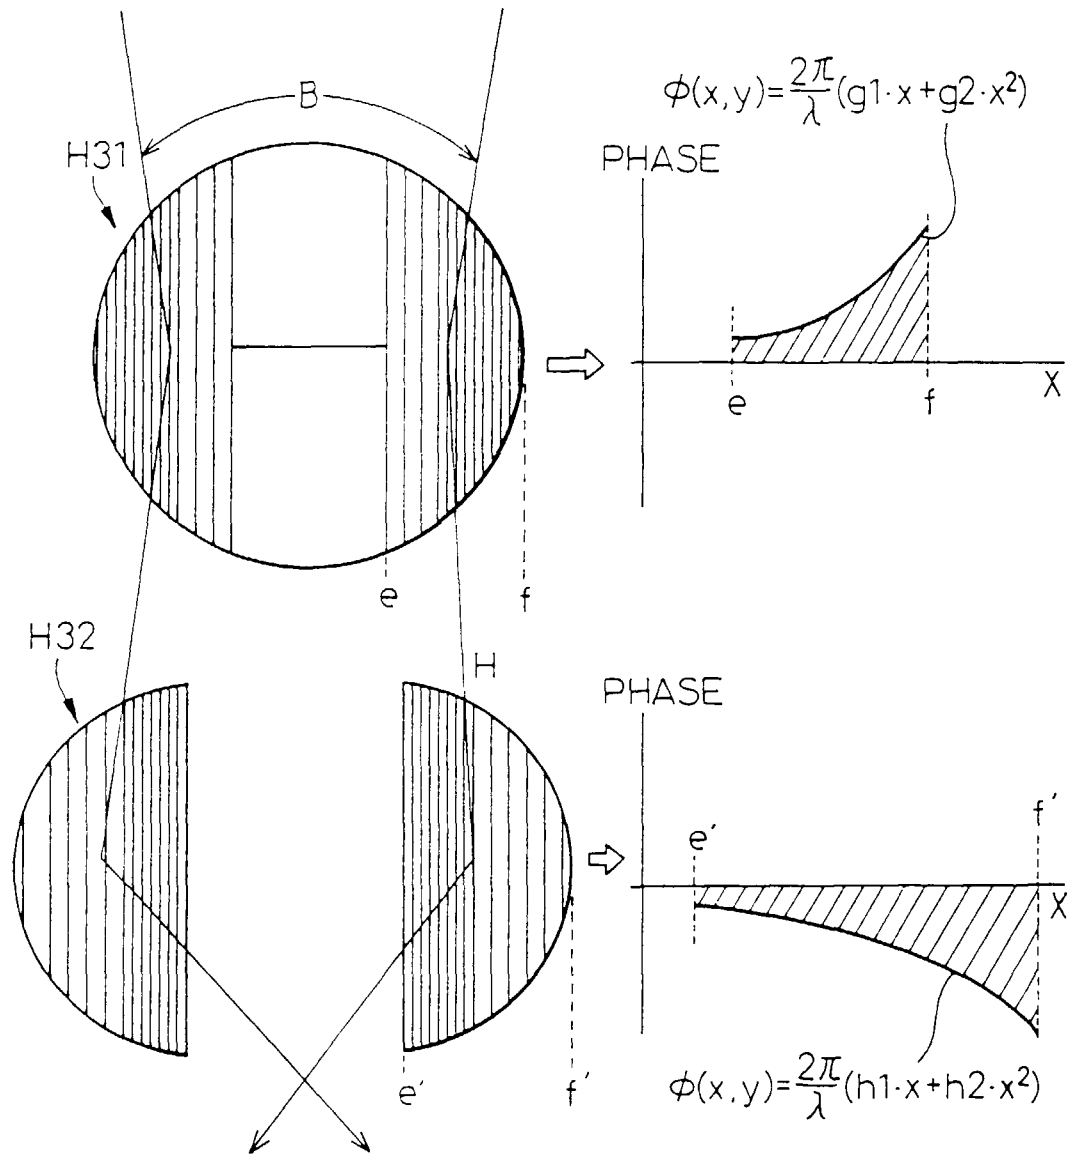 B
H31
e
f
ϕ(x,y)=2π/λ(g1·x+g2·x²)
PHASE
e
f
X
H32
H
e'
f'
PHASE
e'
f'
X
ϕ(x,y)=2π/λ(h1·x+h2·x²)